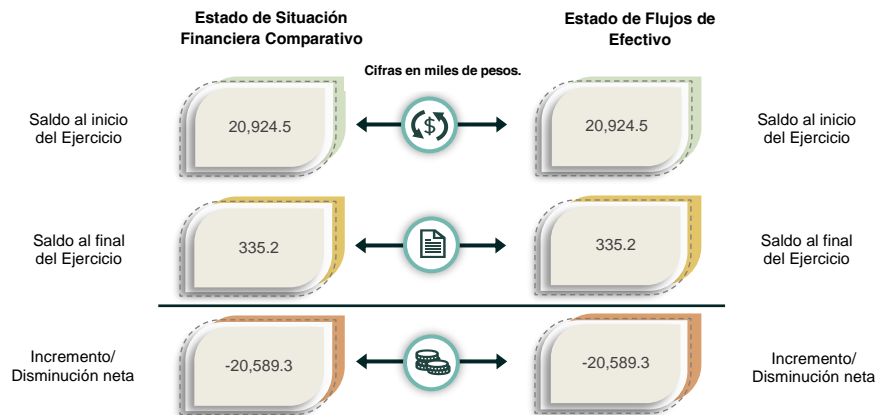 Estado de Situación
Financiera Comparativo
Estado de Flujos de
Efectivo
Cifras en miles de pesos.
Saldo al inicio
del Ejercicio
20,924.5
$
20,924.5
Saldo al inicio
del Ejercicio
Saldo al final
del Ejercicio
335.2
335.2
Saldo al final
del Ejercicio
Incremento/
Disminución neta
-20,589.3
-20,589.3
Incremento/
Disminución neta